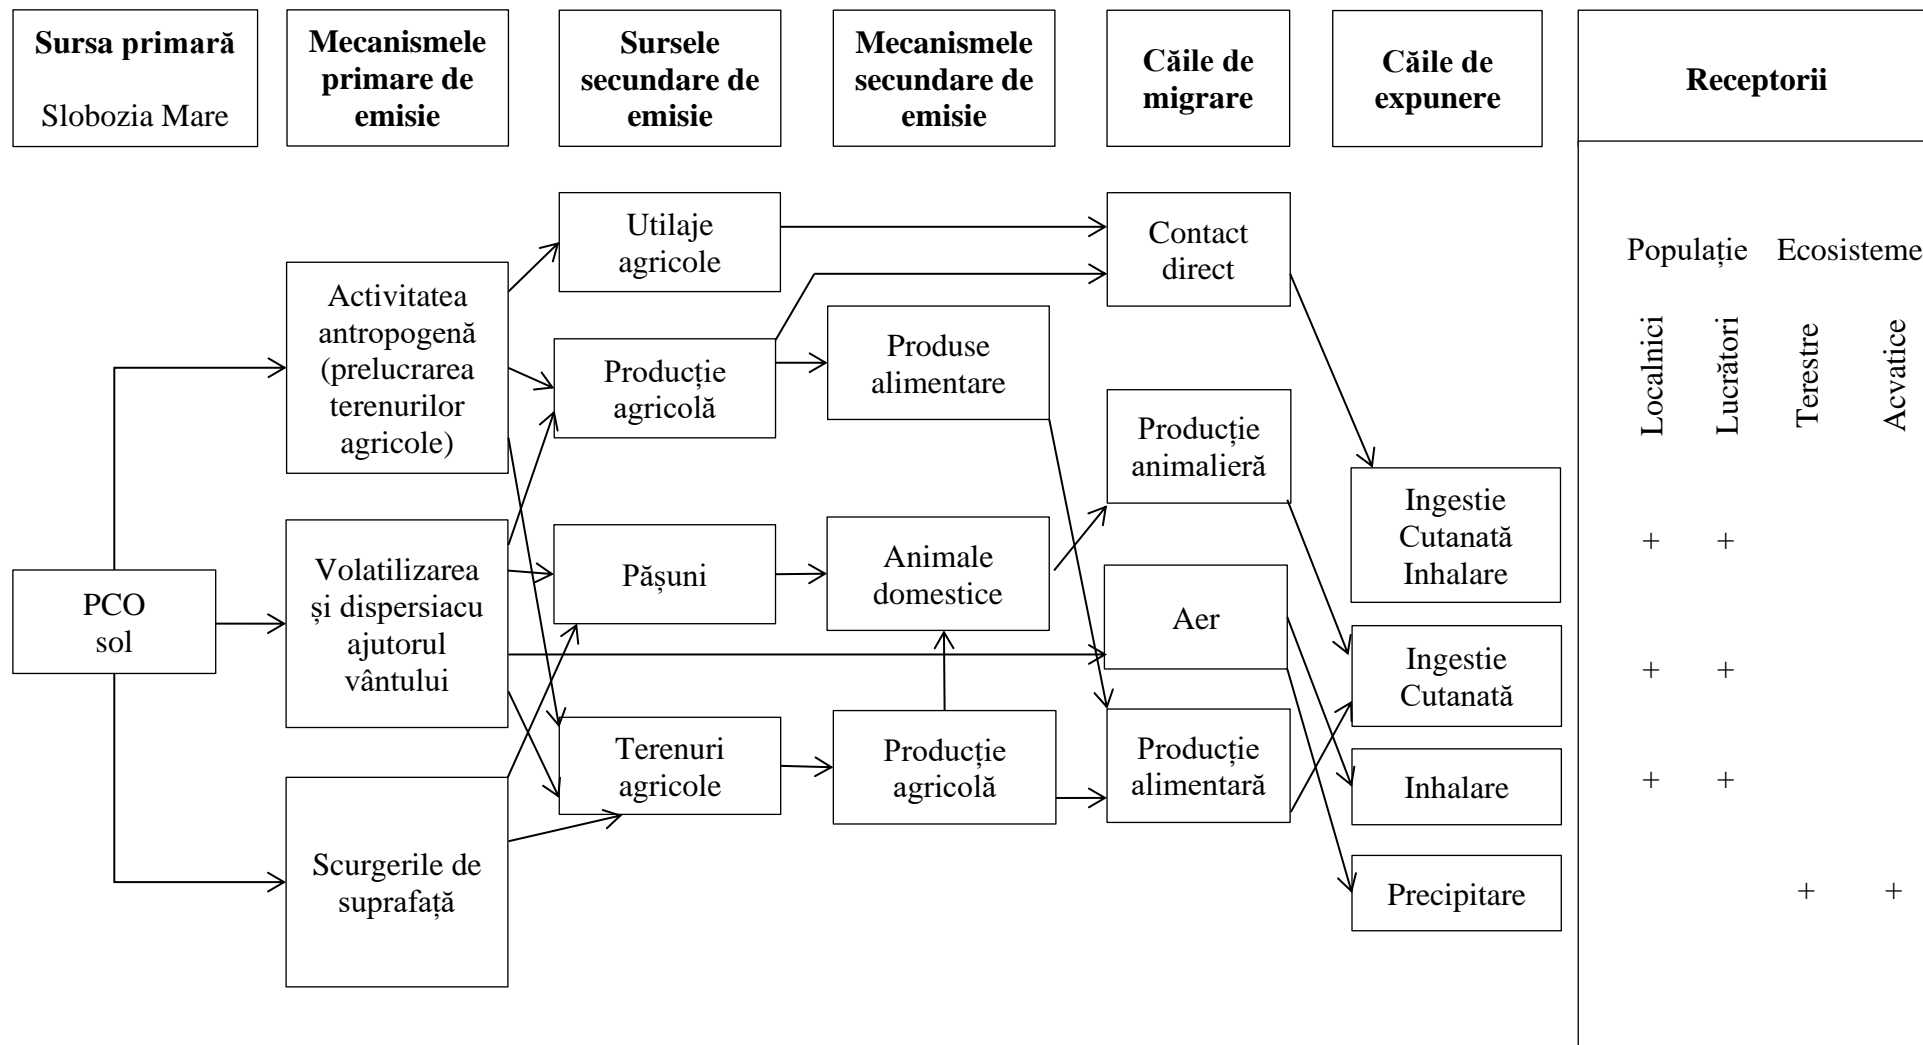 Sursa primară
Slobozia Mare
Mecanismele
primare de
emisie
Sursele
secundare de
emisie
Mecanismele
secundare de
emisie
Căile de
migrare
Căile de
expunere
Receptorii
PCO
sol
Activitatea
antropogenă
(prelucrarea
terenurilor
agricole)
Volatilizarea
și dispersiacu
ajutorul
vântului
Scurgerile de
suprafață
Utilaje
agricole
Producție
agricolă
Pășuni
Terenuri
agricole
Produse
alimentare
Animale
domestice
Producție
agricolă
Contact
direct
Producție
animalieră
Aer
Producție
alimentară
Ingestie
Cutanată
Inhalare
Ingestie
Cutanată
Inhalare
Precipitare
Populație Ecosisteme
Localnici
Lucrători
Terestre
Acvatice
+ +
+ +
+ +
+ +